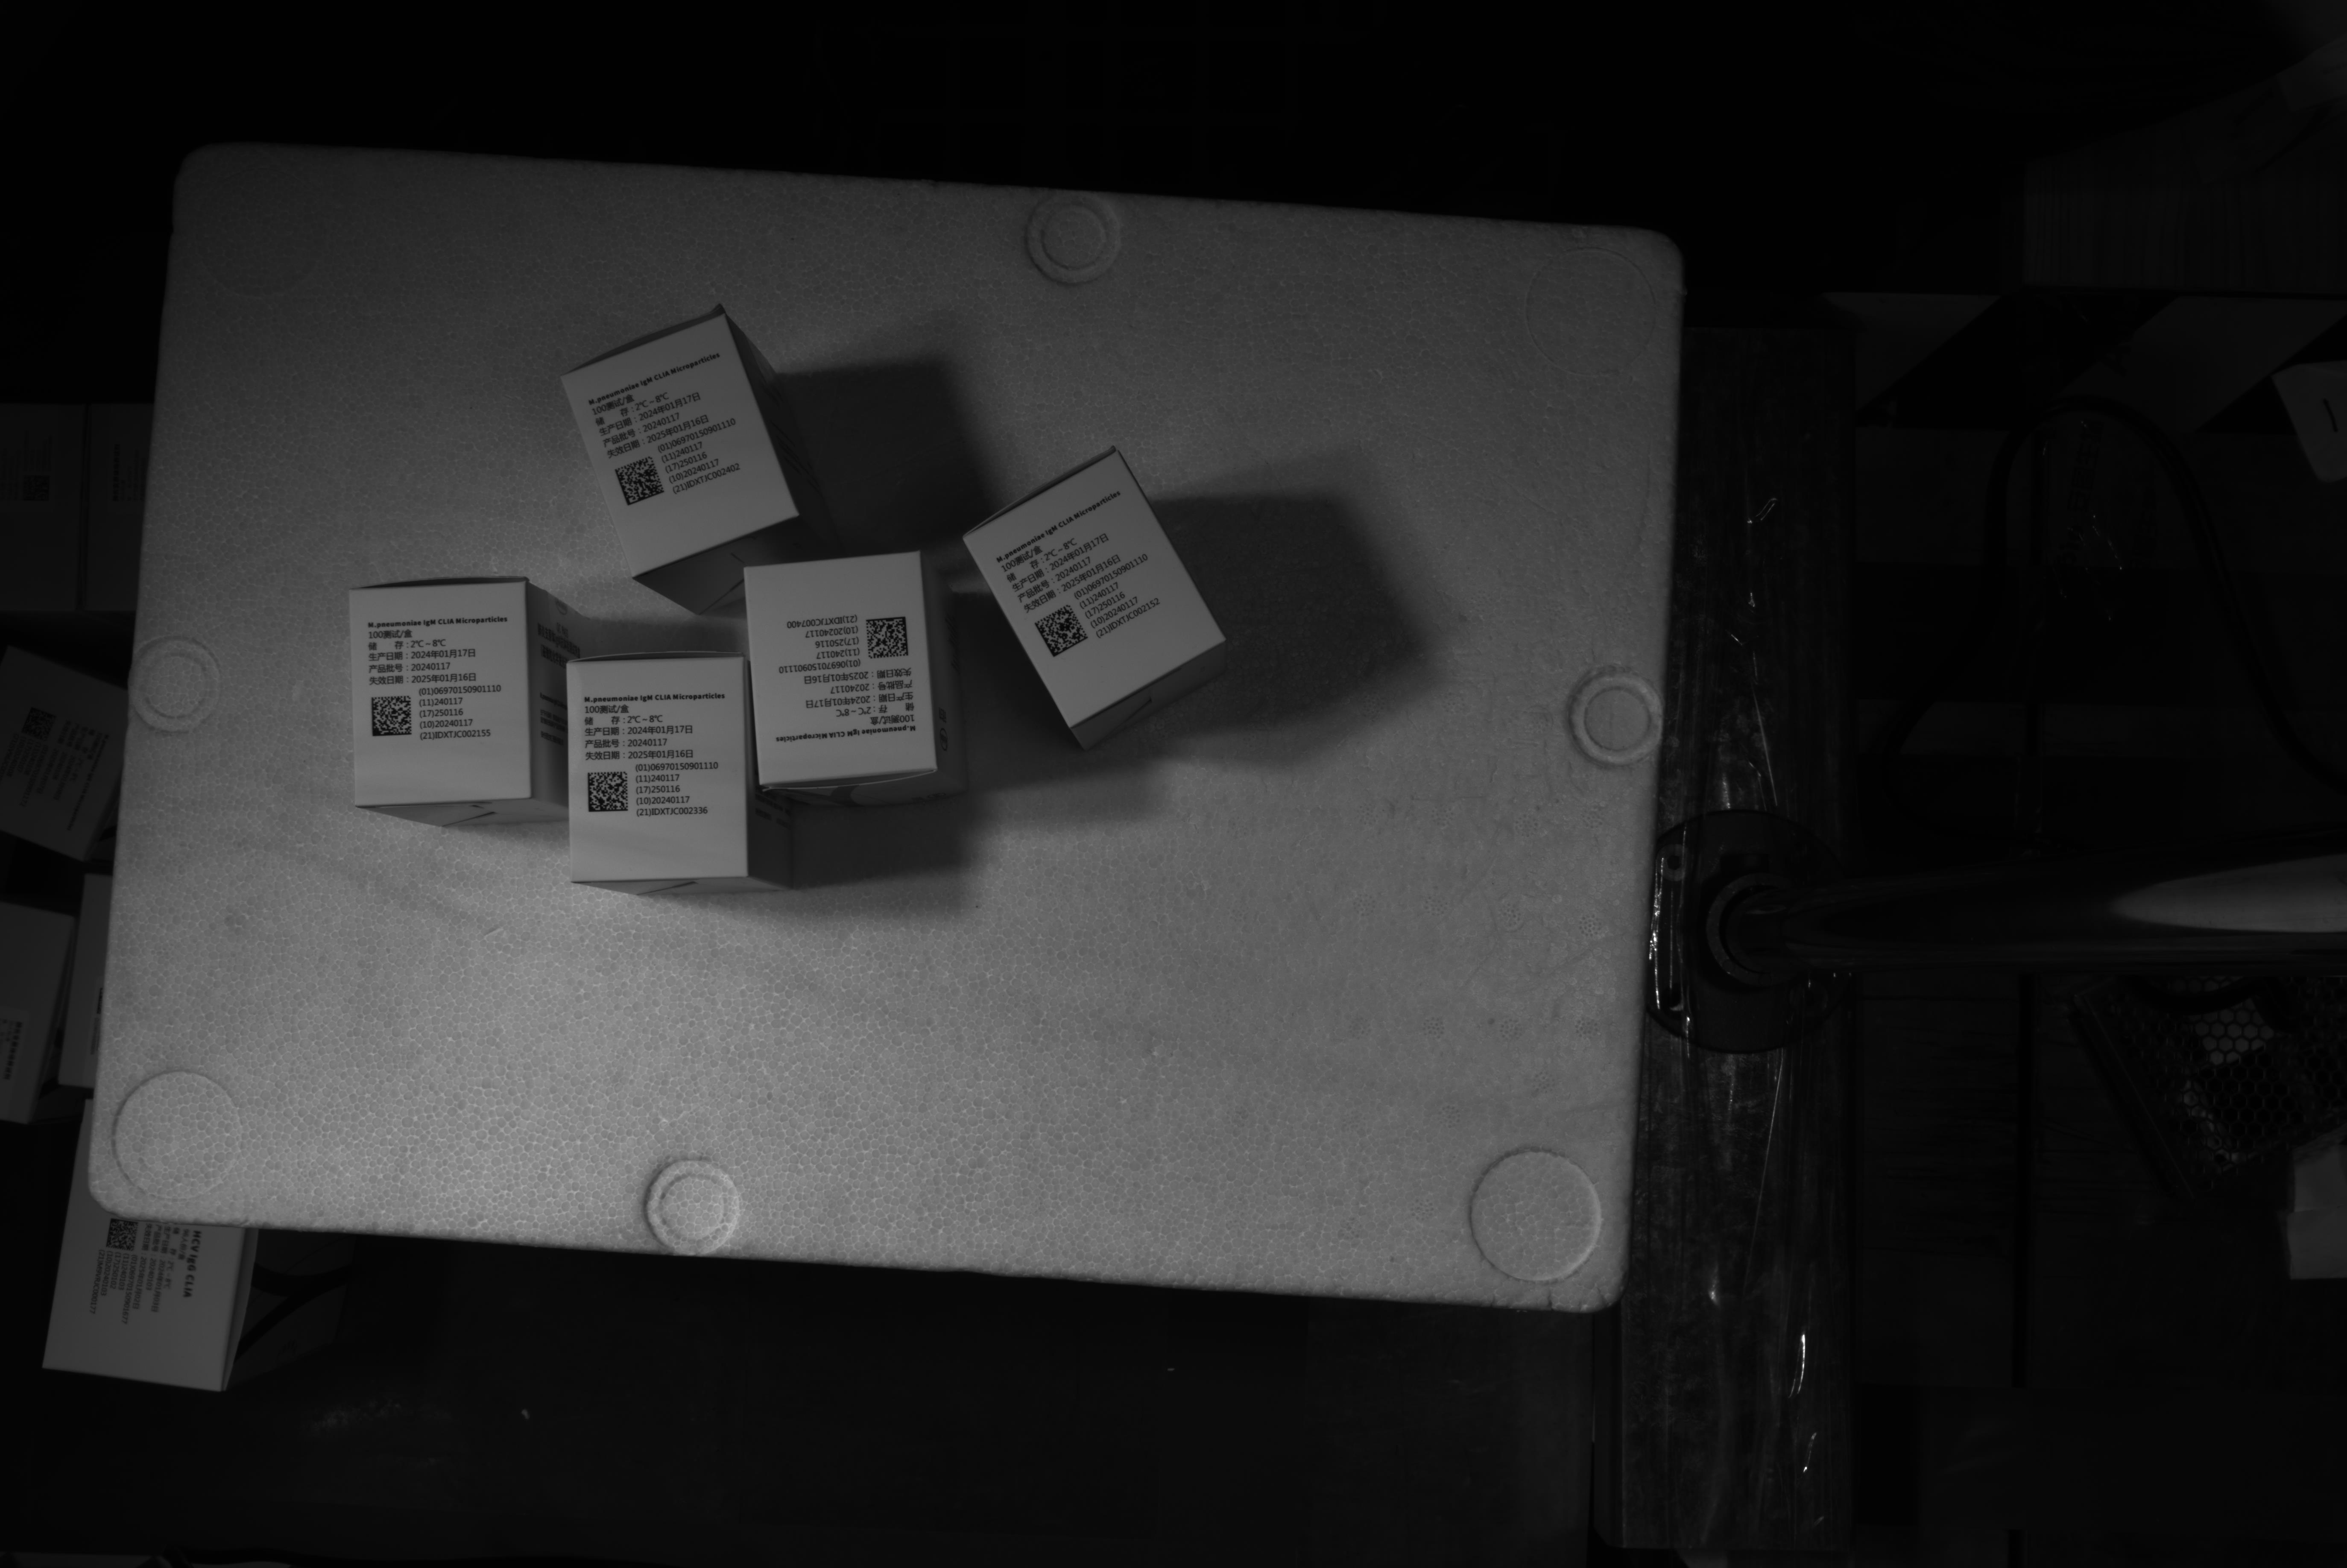 M.pneumoniae IgM CLIA Microparticles
100测试/盒
储 存：2℃~8℃
生产日期：2024年01月17日
产品批号：20240117
失效日期：2025年01月16日
(01)06970150901110
(11)240117
(17)250116
(10)20240117
(21)IDXTJC002402
M.pneumoniae IgM CLIA Microparticles
100测试/盒
储 存：2℃~8℃
生产日期：2024年01月17日
产品批号：20240117
失效日期：2025年01月16日
(01)06970150901110
(11)240117
(17)250116
(10)20240117
(21)IDXTJC002152
M.pneumoniae IgM CLIA Microparticles
100测试/盒
储 存：2℃~8℃
生产日期：2024年01月17日
产品批号：20240117
失效日期：2025年01月16日
(01)06970150901110
(11)240117
(17)250116
(10)20240117
(21)IDXTJC002155
M.pneumoniae IgM CLIA Microparticles
100测试/盒
储 存：2℃~8℃
生产日期：2024年01月17日
产品批号：20240117
失效日期：2025年01月16日
(01)06970150901110
(11)240117
(17)250116
(10)20240117
(21)IDXTJC007400
M.pneumoniae IgM CLIA Microparticles
100测试/盒
储 存：2℃~8℃
生产日期：2024年01月17日
产品批号：20240117
失效日期：2025年01月16日
(01)06970150901110
(11)240117
(17)250116
(10)20240117
(21)IDXTJC002336
HCV IgG CLIA